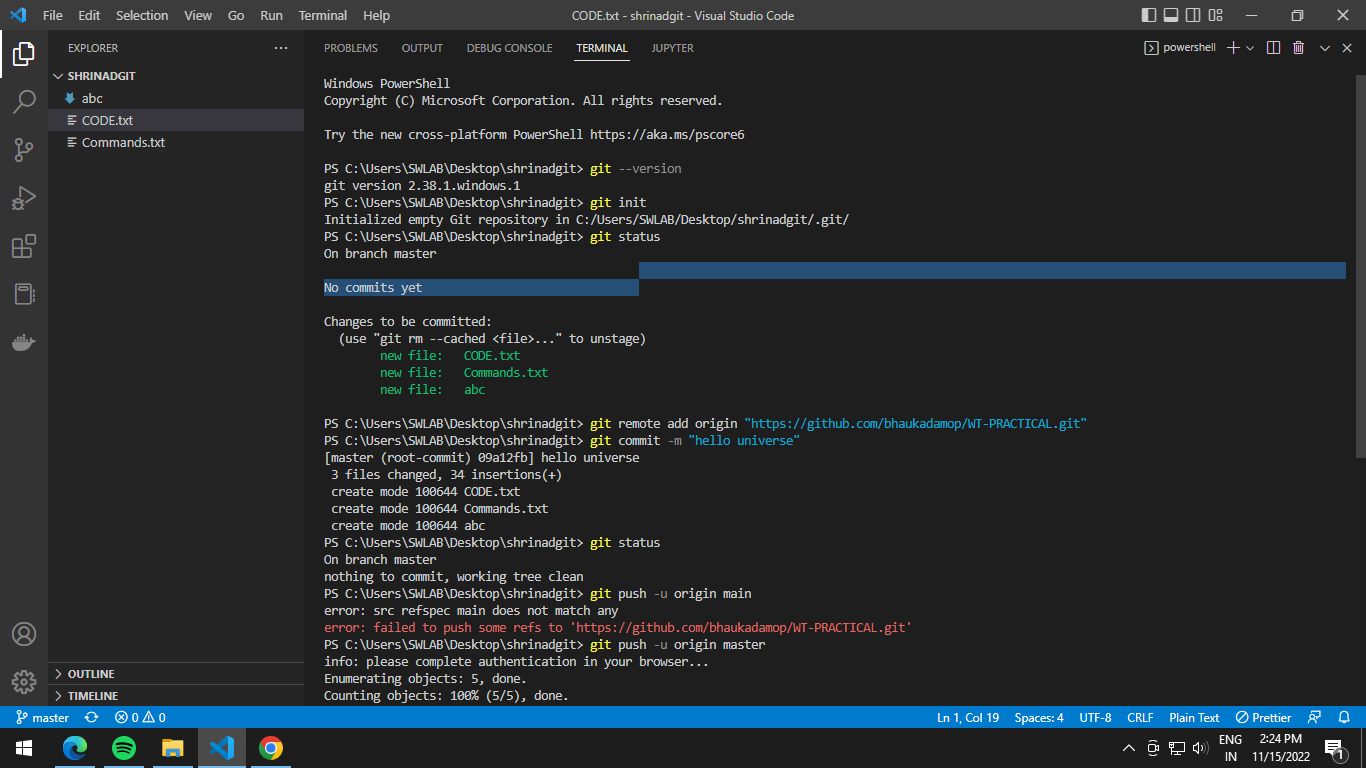 File Edit Selection View Go Run Terminal Help CODE.txt - shrinadgit - Visual Studio Code
EXPLORER
SHRINADGIT
abc
CODE.txt
Commands.txt
OUTLINE
TIMELINE
PROBLEMS OUTPUT DEBUG CONSOLE TERMINAL JUPYTER powershell
Windows PowerShell
Copyright (C) Microsoft Corporation. All rights reserved.
Try the new cross-platform PowerShell https://aka.ms/pscore6
PS C:\Users\SWLAB\Desktop\shrinadgit> git --version
git version 2.38.1.windows.1
PS C:\Users\SWLAB\Desktop\shrinadgit> git init
Initialized empty Git repository in C:/Users/SWLAB/Desktop/shrinadgit/.git/
PS C:\Users\SWLAB\Desktop\shrinadgit> git status
On branch master
No commits yet
Changes to be committed:
  (use "git rm --cached <file>..." to unstage)
        new file:   CODE.txt
        new file:   Commands.txt
        new file:   abc
PS C:\Users\SWLAB\Desktop\shrinadgit> git remote add origin "https://github.com/bhaukadamop/WT-PRACTICAL.git"
PS C:\Users\SWLAB\Desktop\shrinadgit> git commit -m "hello universe"
[master (root-commit) 09a12fb] hello universe
 3 files changed, 34 insertions(+)
 create mode 100644 CODE.txt
 create mode 100644 Commands.txt
 create mode 100644 abc
PS C:\Users\SWLAB\Desktop\shrinadgit> git status
On branch master
nothing to commit, working tree clean
PS C:\Users\SWLAB\Desktop\shrinadgit> git push -u origin main
error: src refspec main does not match any
error: failed to push some refs to 'https://github.com/bhaukadamop/WT-PRACTICAL.git'
PS C:\Users\SWLAB\Desktop\shrinadgit> git push -u origin master
info: please complete authentication in your browser...
Enumerating objects: 5, done.
Counting objects: 100% (5/5), done.
master 0 0 Ln 1, Col 19 Spaces: 4 UTF-8 CRLF Plain Text Prettier
ENG 2:24 PM
IN 11/15/2022 1